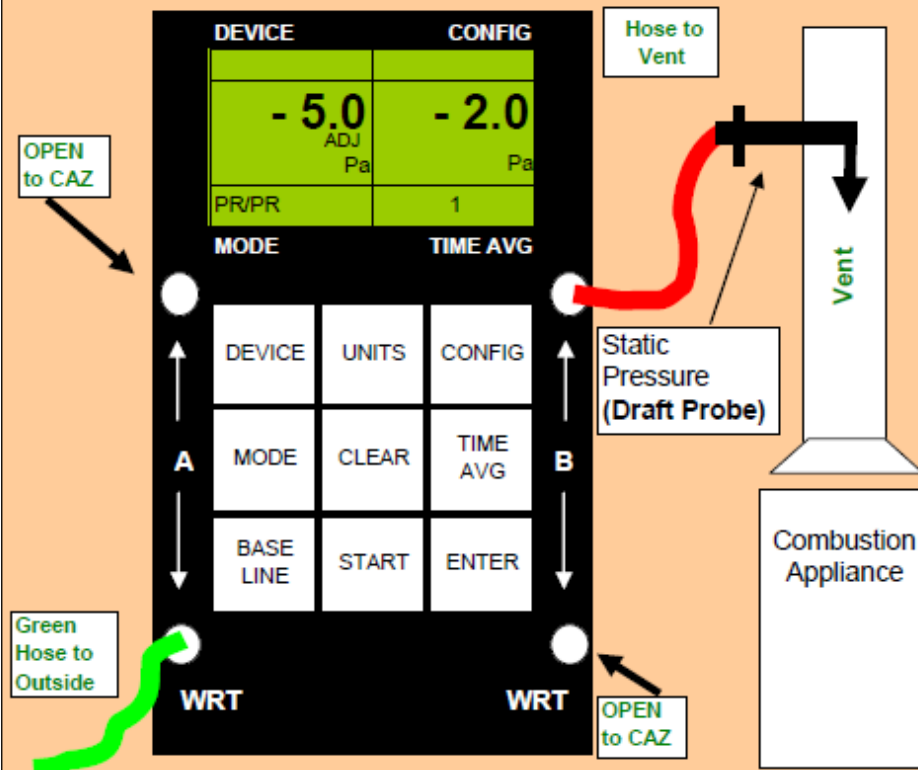 DEVICE CONFIG
Hose to
Vent
- 5.0 - 2.0
ADJ
Pa Pa
OPEN
to CAZ
PR/PR 1
MODE TIME AVG
Vent
DEVICE UNITS CONFIG
Static
Pressure
(Draft Probe)
A
MODE CLEAR TIME
AVG
B
BASE
LINE START ENTER
Combustion
Appliance
Green
Hose to
Outside
WRT WRT
OPEN
to CAZ